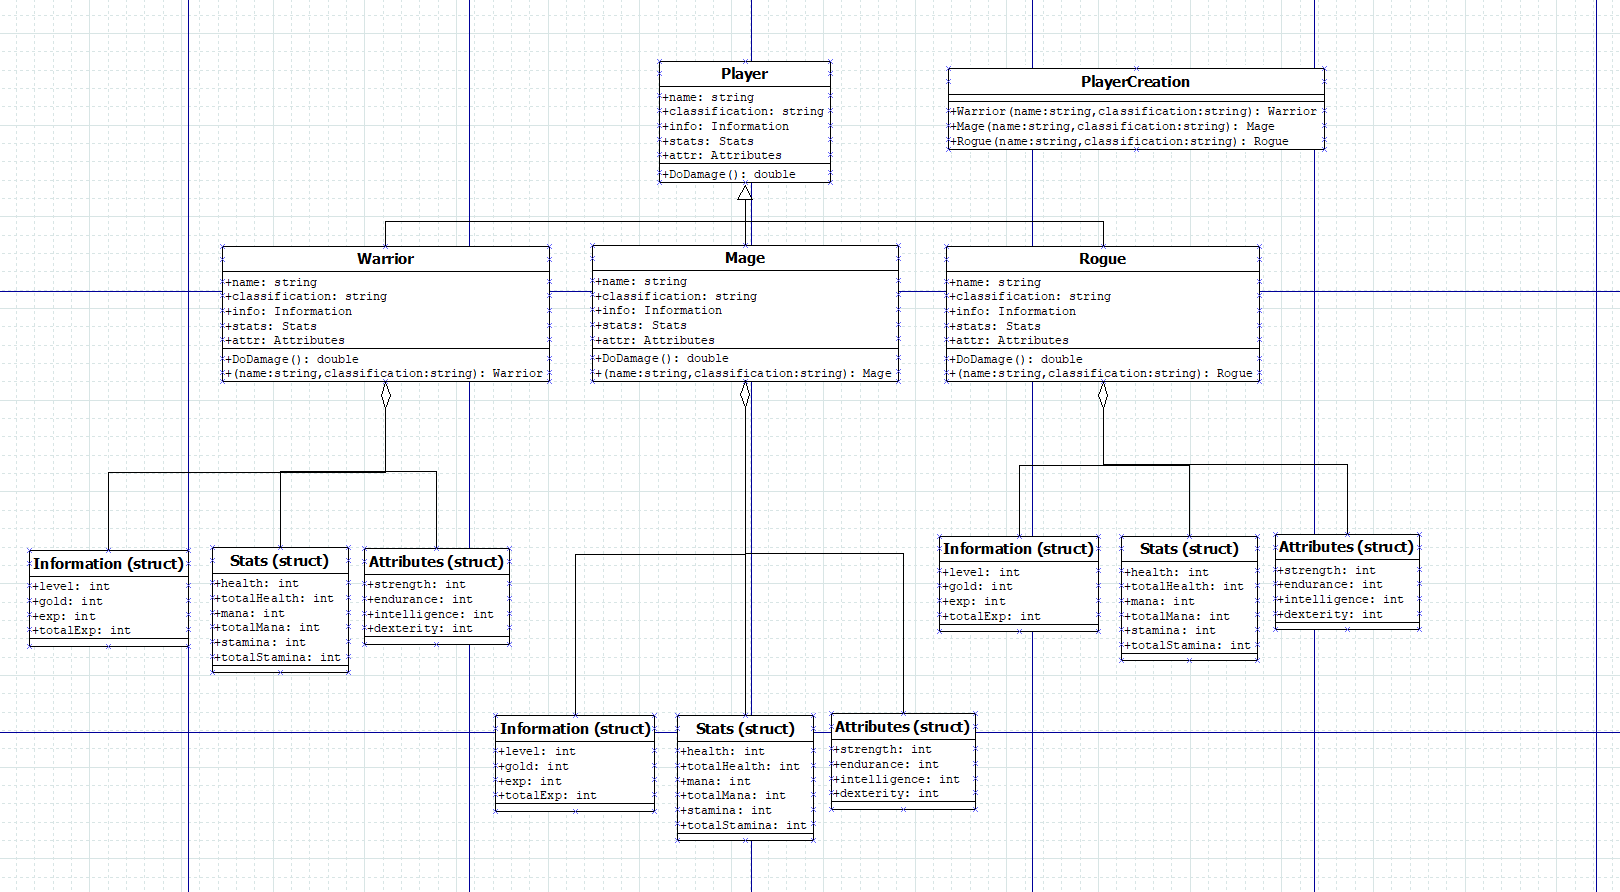 Player
+name: string
+classification: string
+info: Information
+stats: Stats
+attr: Attributes
+DoDamage(): double
PlayerCreation
+Warrior(name:string,classification:string): Warrior
+Mage(name:string,classification:string): Mage
+Rogue(name:string,classification:string): Rogue
Warrior
+name: string
+classification: string
+info: Information
+stats: Stats
+attr: Attributes
+DoDamage(): double
+(name:string,classification:string): Warrior
Mage
+name: string
+classification: string
+info: Information
+stats: Stats
+attr: Attributes
+DoDamage(): double
+(name:string,classification:string): Mage
Rogue
+name: string
+classification: string
+info: Information
+stats: Stats
+attr: Attributes
+DoDamage(): double
+(name:string,classification:string): Rogue
Information (struct)
+level: int
+gold: int
+exp: int
+totalExp: int
Stats (struct)
+health: int
+totalHealth: int
+mana: int
+totalMana: int
+stamina: int
+totalStamina: int
Attributes (struct)
+strength: int
+endurance: int
+intelligence: int
+dexterity: int
Information (struct)
+level: int
+gold: int
+exp: int
+totalExp: int
Stats (struct)
+health: int
+totalHealth: int
+mana: int
+totalMana: int
+stamina: int
+totalStamina: int
Attributes (struct)
+strength: int
+endurance: int
+intelligence: int
+dexterity: int
Information (struct)
+level: int
+gold: int
+exp: int
+totalExp: int
Stats (struct)
+health: int
+totalHealth: int
+mana: int
+totalMana: int
+stamina: int
+totalStamina: int
Attributes (struct)
+strength: int
+endurance: int
+intelligence: int
+dexterity: int